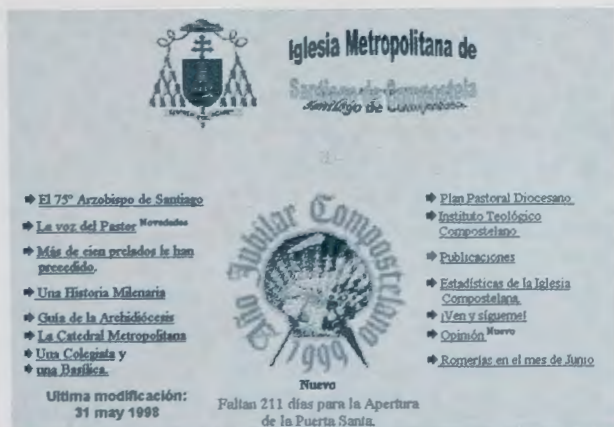 Iglesia Metropolitana de
Santiago de Compostela
Santiago de Compostela
El 75º Arzobispo de Santiago
La voz del Pastor Novedades
Más de cien prelados le han
precedido.
Una Historia Milenaria
Guía de la Archidiócesis
La Catedral Metropolitana
Una Colegiata y
una Basílica.
Ultima modificación:
31 may 1998
Año Jubilar Compostelano
1999
Nuevo
Faltan 211 días para la Apertura
de la Puerta Santa.
Plan Pastoral Diocesano
Instituto Teológico
Compostelano
Publicaciones
Estadísticas de la Iglesia
Compostelana.
¡Ven y sígueme!
Opinión Nuevo
Romerías en el mes de Junio